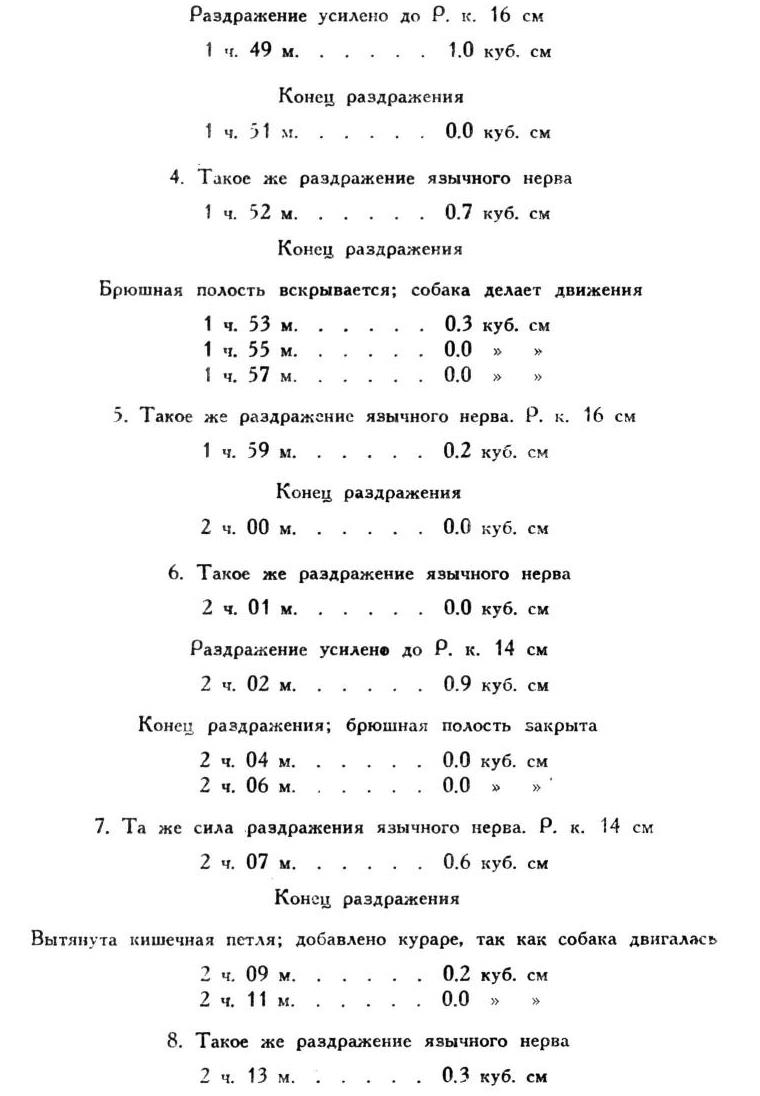 Раздражение усилено до Р. к. 16 см
1 ч. 49 м. . . . . . 1.0 куб. см
Конец раздражения
1 ч. 51 м. . . . . . 0.0 куб. см
4. Такое же раздражение язычного нерва
1 ч. 52 м. . . . . . 0.7 куб. см
Конец раздражения
Брюшная полость вскрывается; собака делает движения
1 ч. 53 м. . . . . . 0.3 куб. см
1 ч. 55 м. . . . . . 0.0 » »
1 ч. 57 м. . . . . . 0.0 » »
5. Такое же раздражение язычного нерва. Р. к. 16 см
1 ч. 59 м. . . . . . 0.2 куб. см
Конец раздражения
2 ч. 00 м. . . . . . 0.0 куб. см
6. Такое же раздражение язычного нерва
2 ч. 01 м. . . . . . 0.0 куб. см
Раздражение усилено до Р. к. 14 см
2 ч. 02 м. . . . . . 0.9 куб. см
Конец раздражения; брюшная полость закрыта
2 ч. 04 м. . . . . . 0.0 куб. см
2 ч. 06 м. . . . . . 0.0 » »
7. Та же сила раздражения язычного нерва. Р. к. 14 см
2 ч. 07 м. . . . . . 0.6 куб. см
Конец раздражения
Вытянута кишечная петля; добавлено кураре, так как собака двигалась
2 ч. 09 м. . . . . . 0.2 куб. см
2 ч. 11 м. . . . . . 0.0 » »
8. Такое же раздражение язычного нерва
2 ч. 13 м. . . . . . 0.3 куб. см